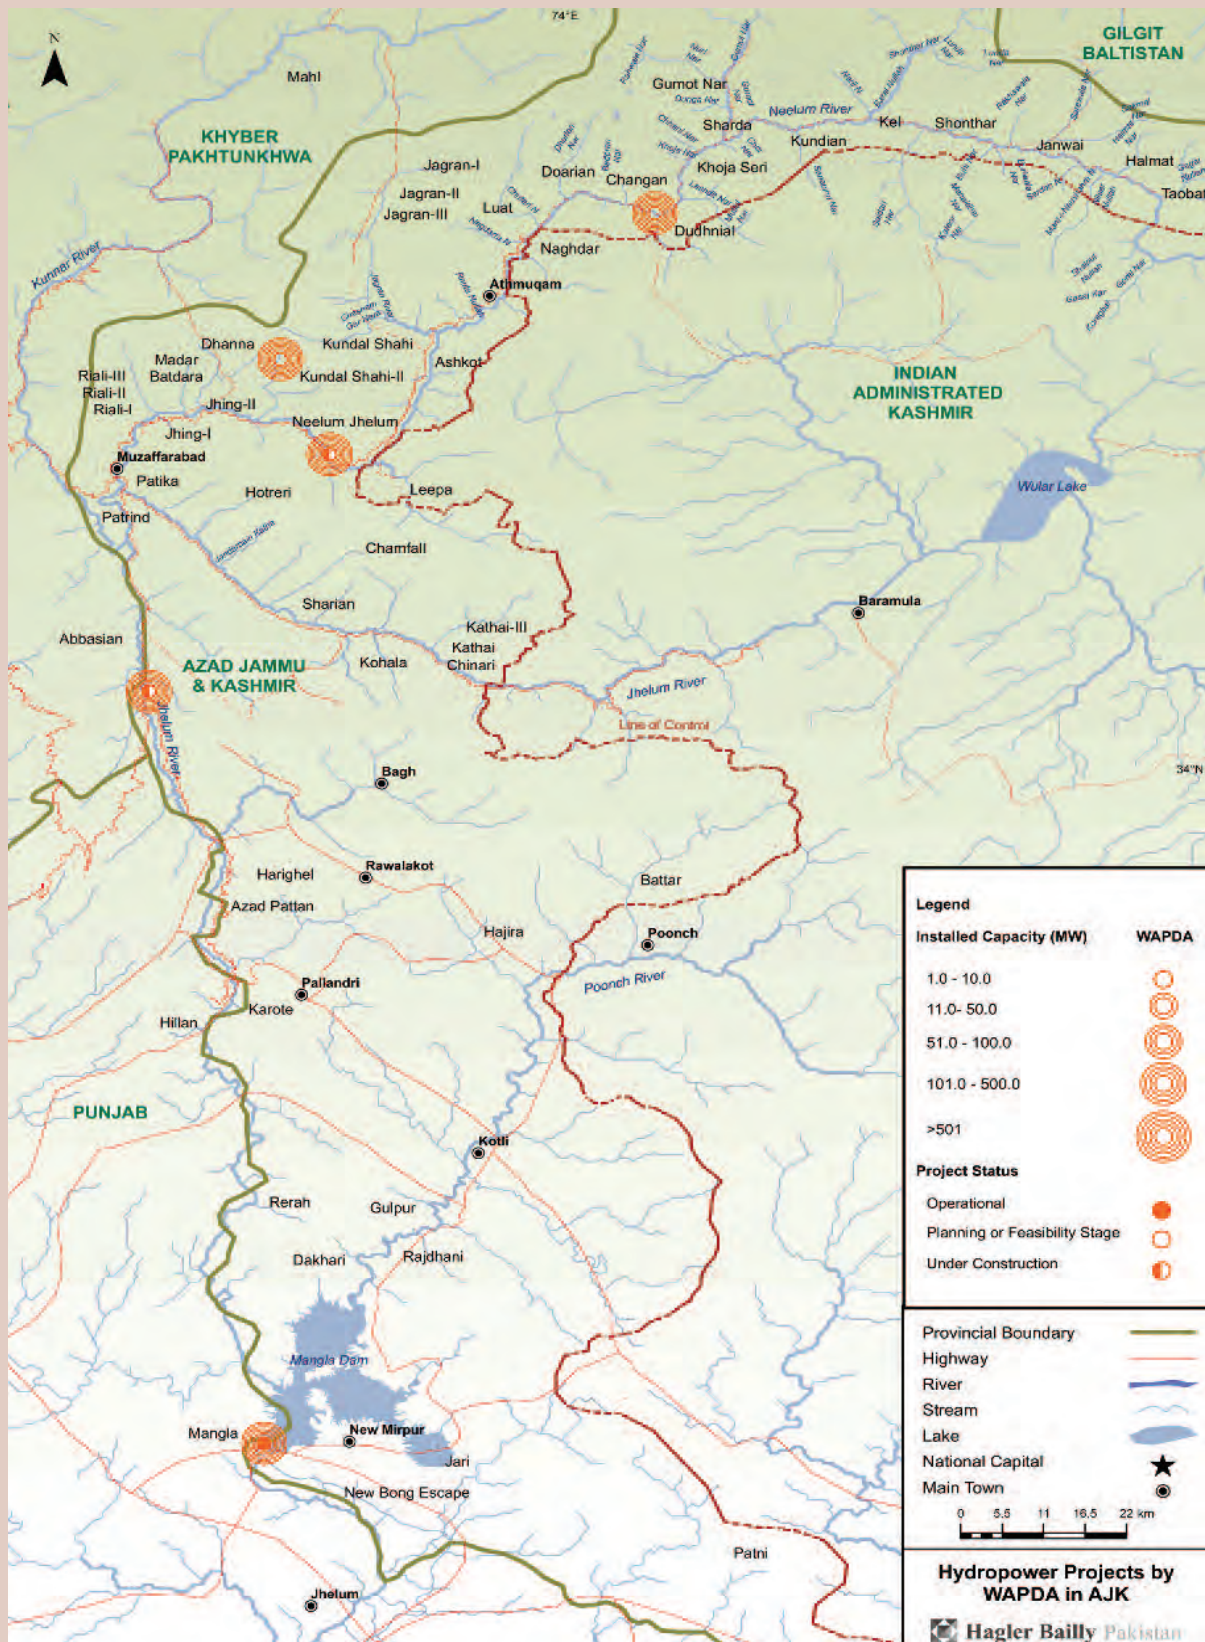 74°E
N
GILGIT
BALTISTAN
Mahl
Gumot Nar
Neelum River
KHYBER
PAKHTUNKHWA
Sharda
Kel
Shonthar
Kundian
Janwai
Halmat
Taobat
Jagran-I
Doarian
Khoja Seri
Changan
Jagran-II
Jagran-III
Luat
Dudhnial
Naghdar
Kunnar River
Athmuqam
Dhanna
Kundal Shahi
Madar
Batdara
Kundal Shahi-II
Ashkot
Riali-III
Riali-II
Riali-I
Jhing-II
INDIAN
ADMINISTRATED
KASHMIR
Neelum Jhelum
Jhing-I
Muzaffarabad
Patika
Hotreri
Leepa
Wular Lake
Patrind
Chamfall
Sharian
Baramula
Abbasian
Kathai-III
Kathai
Chinari
Kohala
AZAD JAMMU
& KASHMIR
Jhelum River
Jhelum River
Line of Control
Bagh
34°N
Harighel
Rawalakot
Battar
Azad Pattan
Hajira
Poonch
Poonch River
Pallandri
Karote
Hillan
PUNJAB
Kotli
Rerah
Gulpur
Dakhari
Rajdhani
Mangla Dam
Mangla
New Mirpur
Jari
New Bong Escape
Patni
Jhelum
Legend
Installed Capacity (MW) WAPDA
1.0 - 10.0
11.0- 50.0
51.0 - 100.0
101.0 - 500.0
>501
Project Status
Operational
Planning or Feasibility Stage
Under Construction
Provincial Boundary
Highway
River
Stream
Lake
National Capital
Main Town
0 5.5 11 16.5 22 km
Hydropower Projects by
WAPDA in AJK
Hagler Bailly Pakistan